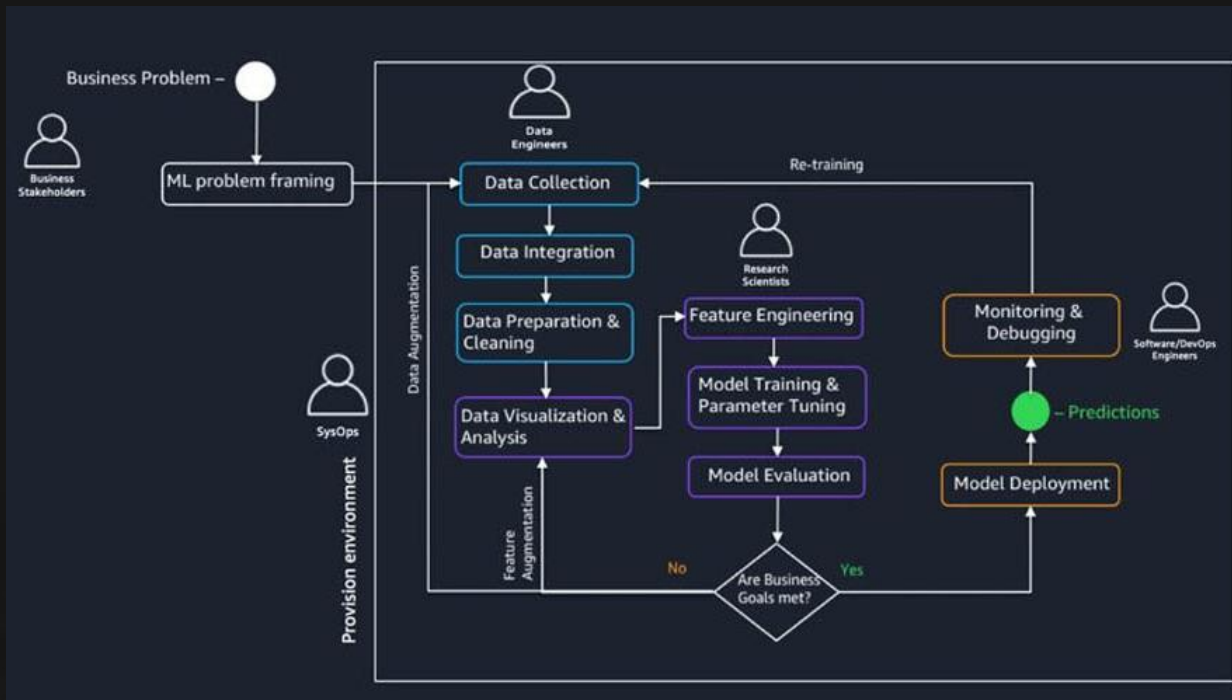 Business Problem –
Business
Stakeholders
ML problem framing
Data
Engineers
Data Collection
Re-training
Data Integration
Data Preparation &
Cleaning
Data Visualization &
Analysis
Data Augmentation
Feature
Augmentation
SysOps
Provision environment
Research
Scientists
Feature Engineering
Model Training &
Parameter Tuning
Model Evaluation
Are Business
Goals met?
No
Yes
Model Deployment
– Predictions
Monitoring &
Debugging
Software/DevOps
Engineers